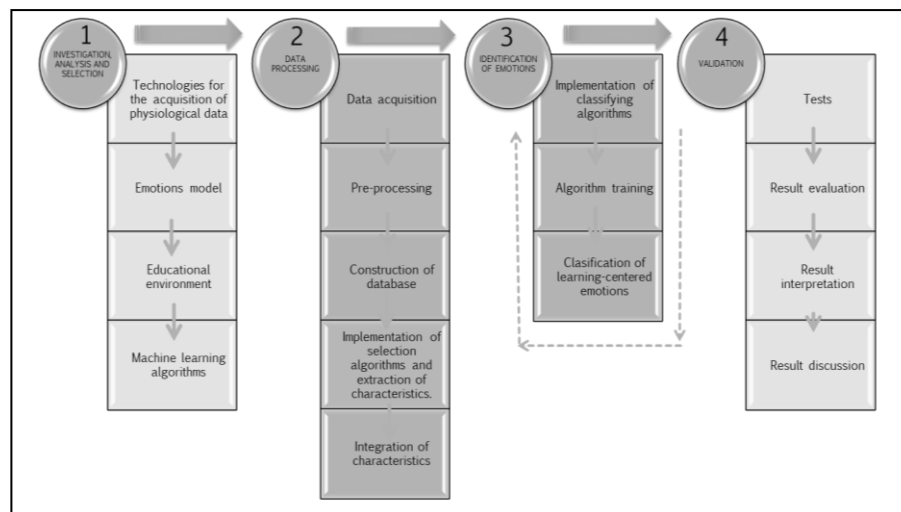 1
INVESTIGATION,
ANALYSIS AND
SELECTION
Technologies for
the acquisition of
physiological data
Emotions model
Educational
environment
Machine learning
algorithms
2
DATA
PROCESSING
Data acquisition
Pre-processing
Construction of
database
Implementation of
selection
algorithms and
extraction of
characteristics.
Integration of
characteristics
3
IDENTIFICATION
OF EMOTIONS
Implementation of
classifying
algorithms
Algorithm training
Clasification of
learning-centered
emotions
4
VALIDATION
Tests
Result evaluation
Result
interpretation
Result discussion